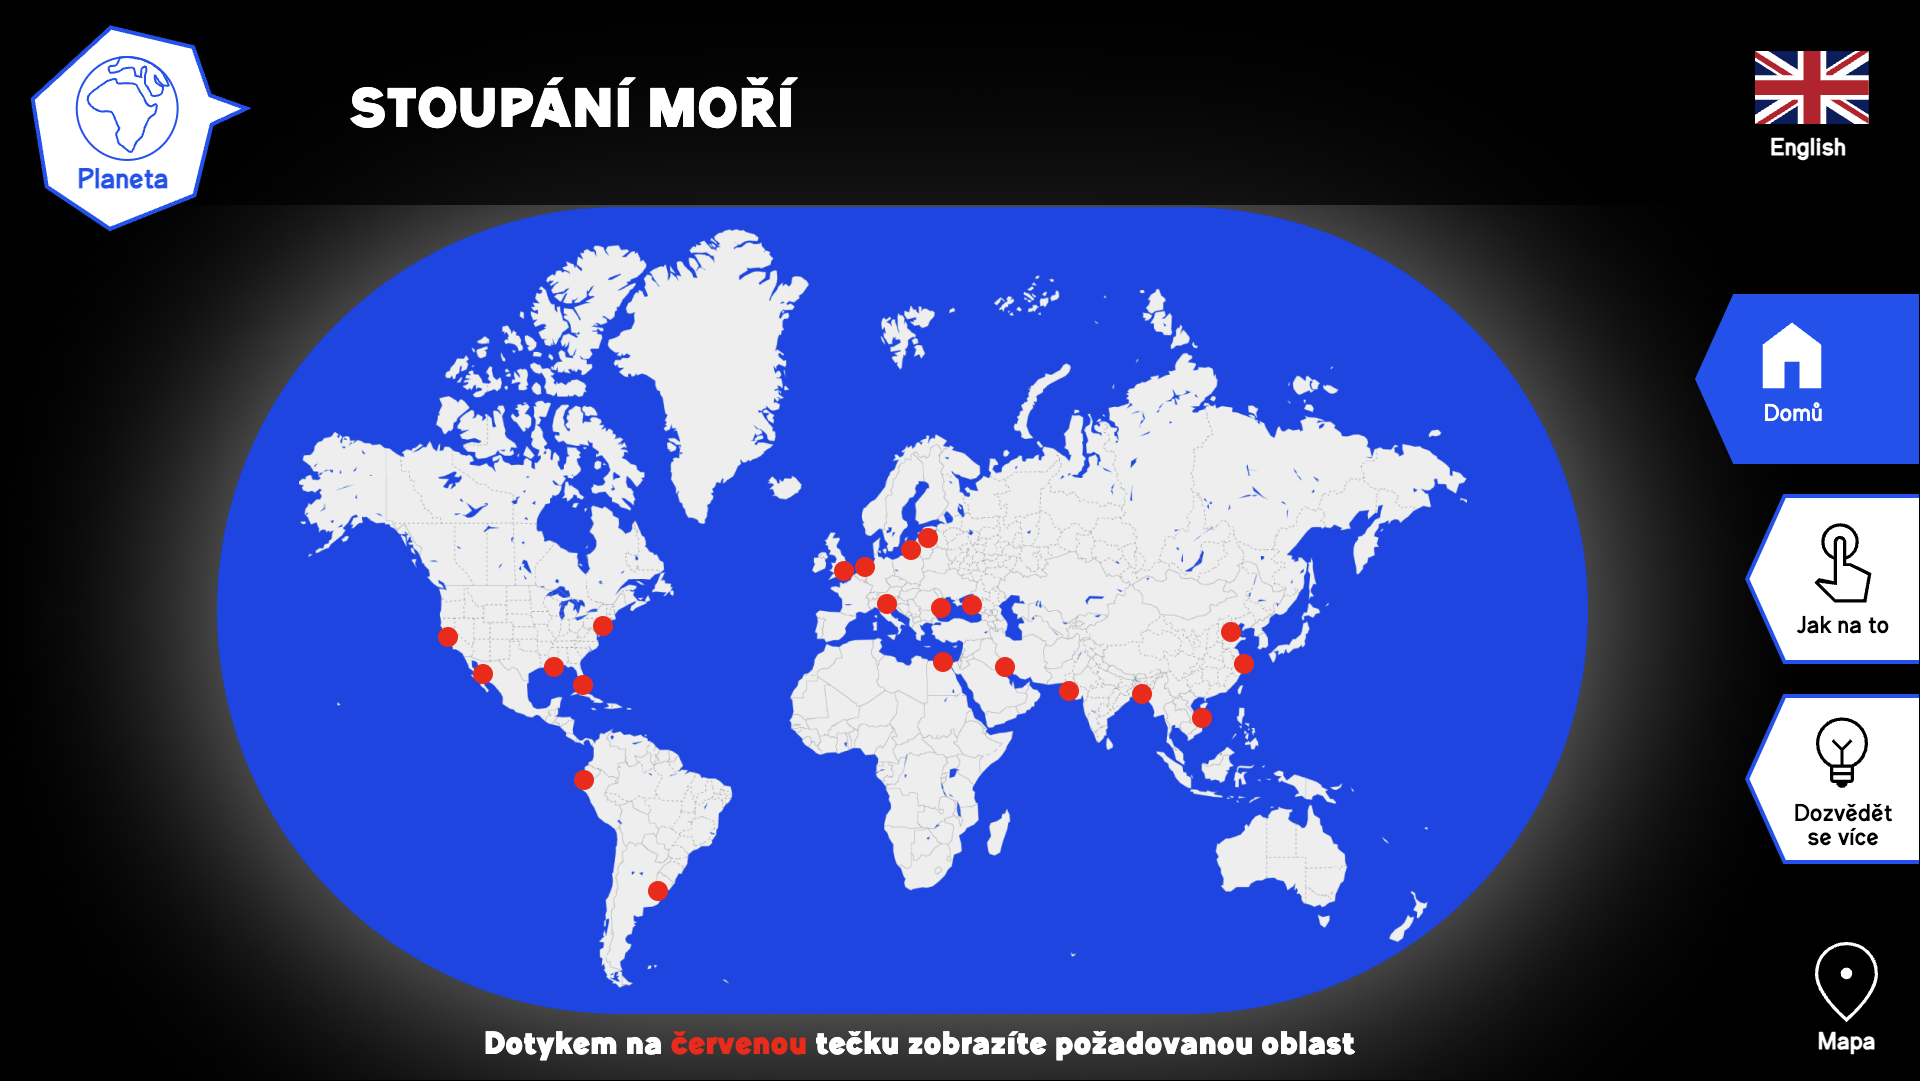 STOUPÁNÍ MOŘÍ
Planeta
English
Domů
Jak na to
Dozvědět
se více
Mapa
Dotykem na červenou tečku zobrazíte požadovanou oblast